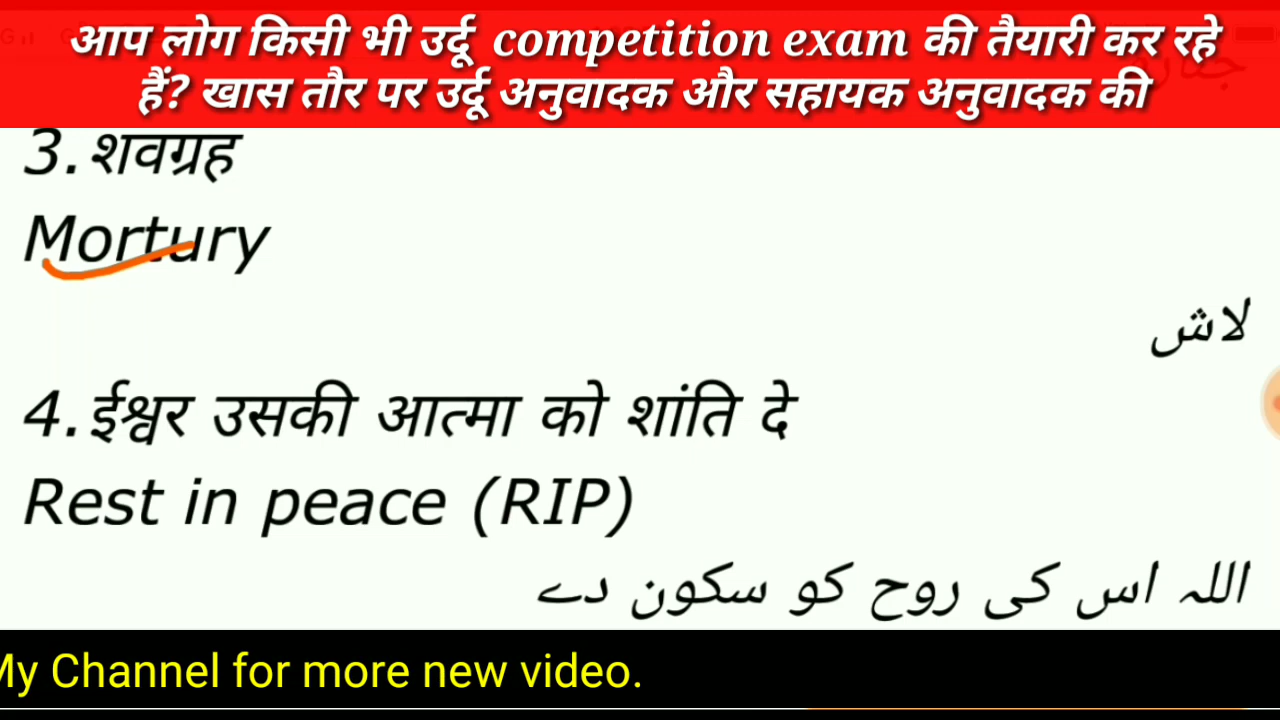 आप लोग किसी भी उर्दू competition exam की तैयारी कर रहे
हैं? खास तौर पर उर्दू अनुवादक और सहायक अनुवादक की
3. शवग्रह
Mortury
لاش
4. ईश्वर उसकी आत्मा को शांति दे
Rest in peace (RIP)
اللہ اس کی روح کو سکون دے
My Channel for more new video.